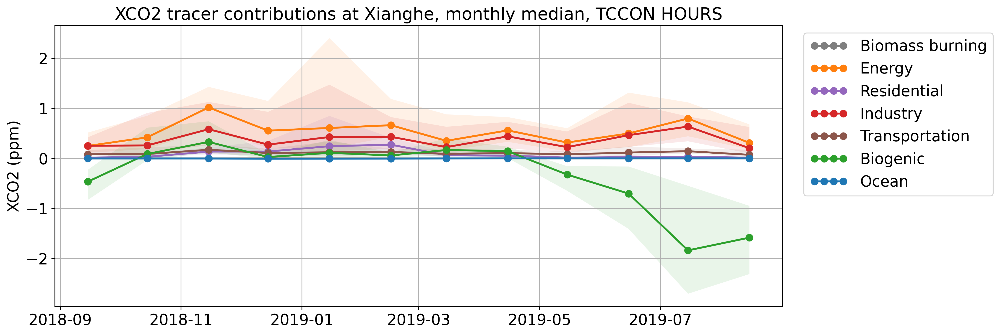 XCO2 tracer contributions at Xianghe, monthly median, TCCON HOURS
XCO2 (ppm)
2
1
0
−1
−2
2018-09
2018-11
2019-01
2019-03
2019-05
2019-07
Biomass burning
Energy
Residential
Industry
Transportation
Biogenic
Ocean